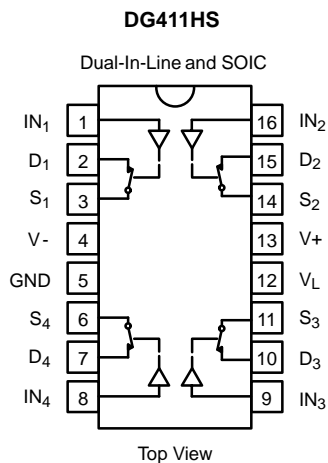 DG411HS
Dual-In-Line and SOIC
IN1 1 16 IN2
D1 2 15 D2
S1 3 14 S2
V- 4 13 V+
GND 5 12 VL
S4 6 11 S3
D4 7 10 D3
IN4 8 9 IN3
Top View